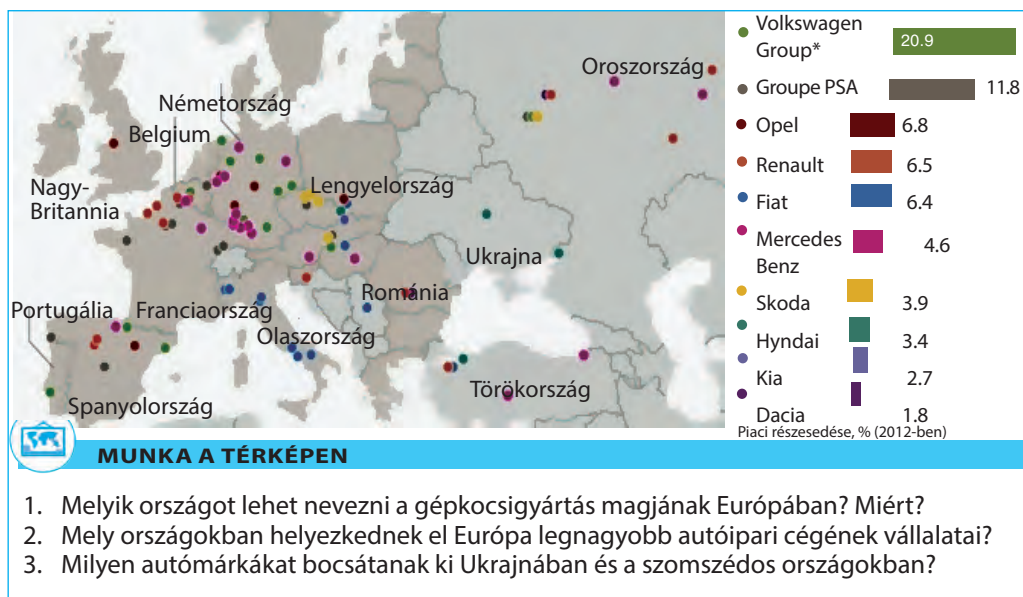 Oroszország
Németország
Belgium
Nagy-
Britannia
Lengyelország
Ukrajna
Románia
Portugália
Franciaország
Olaszország
Spanyolország
Törökország
Volkswagen
Group*
20.9
Groupe PSA
11.8
Opel
6.8
Renault
6.5
Fiat
6.4
Mercedes
Benz
4.6
Skoda
3.9
Hyndai
3.4
Kia
2.7
Dacia
1.8
Piaci részesedése, % (2012-ben)
MUNKA A TÉRKÉPEN
1. Melyik országot lehet nevezni a gépkocsigyártás magjának Európában? Miért?
2. Mely országokban helyezkednek el Európa legnagyobb autóipari cégének vállalatai?
3. Milyen autómárkákat bocsátanak ki Ukrajnában és a szomszédos országokban?